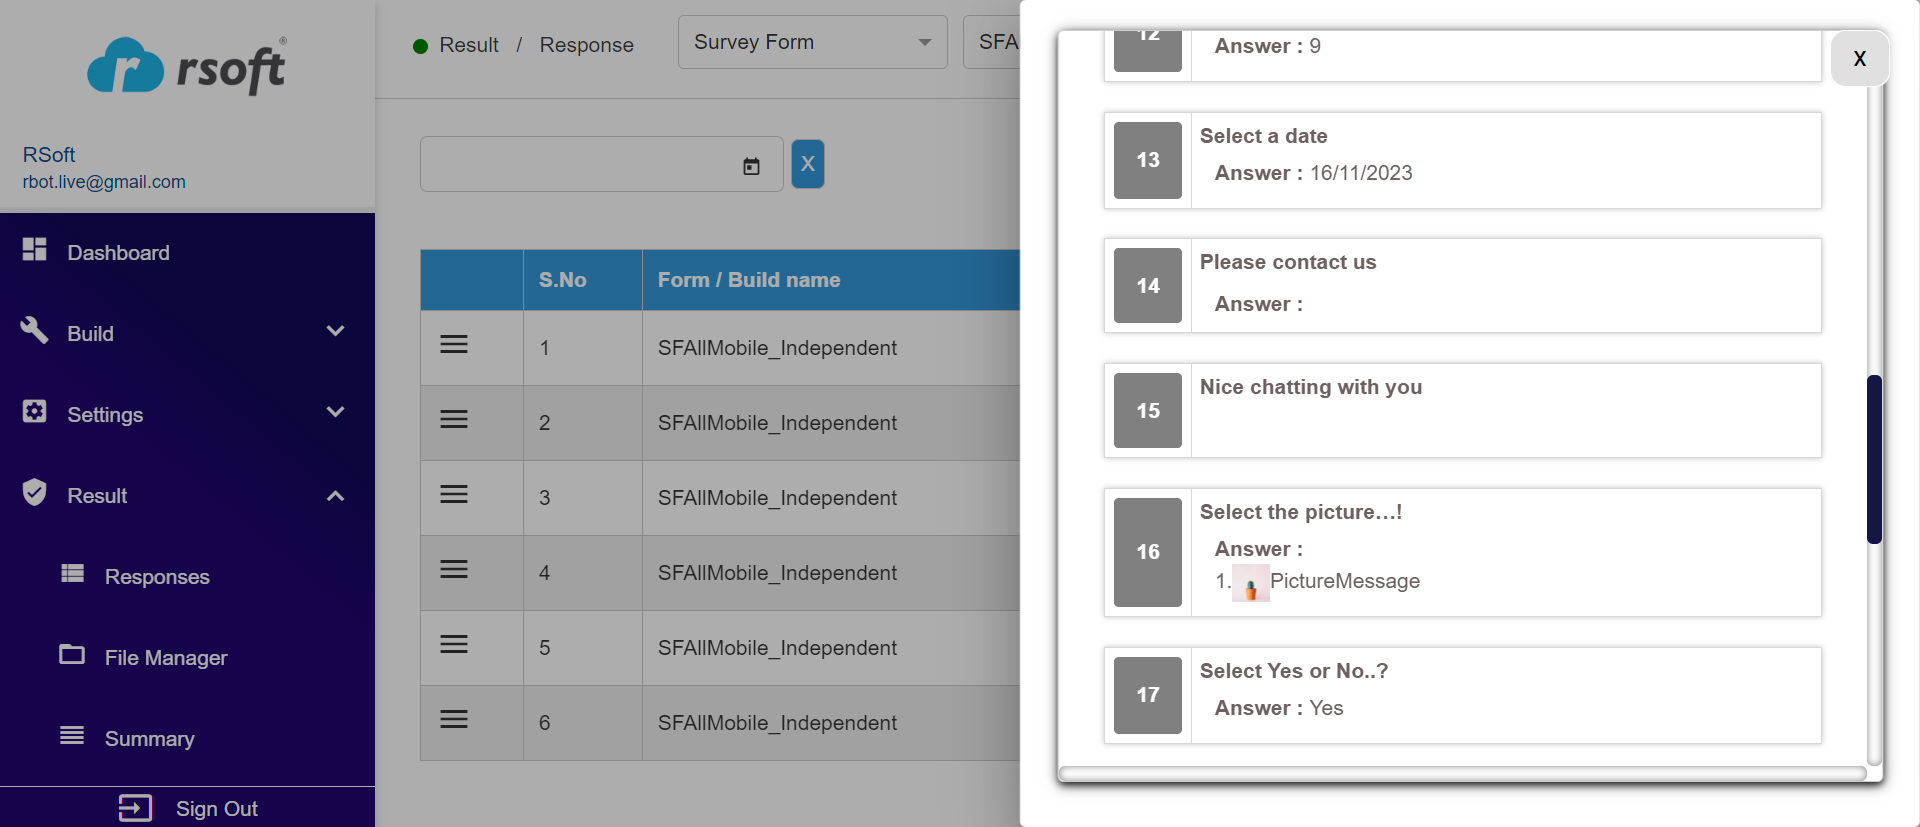 r rsoft®
RSoft
rbot.live@gmail.com
Dashboard
Build
Settings
Result
Responses
File Manager
Summary
Sign Out
Result / Response
Survey Form
SFA
X
S.No Form / Build name
1 SFAllMobile_Independent
2 SFAllMobile_Independent
3 SFAllMobile_Independent
4 SFAllMobile_Independent
5 SFAllMobile_Independent
6 SFAllMobile_Independent
X
12
Answer : 9
13
Select a date
Answer : 16/11/2023
14
Please contact us
Answer :
15
Nice chatting with you
16
Select the picture...!
Answer :
1. PictureMessage
17
Select Yes or No..?
Answer : Yes